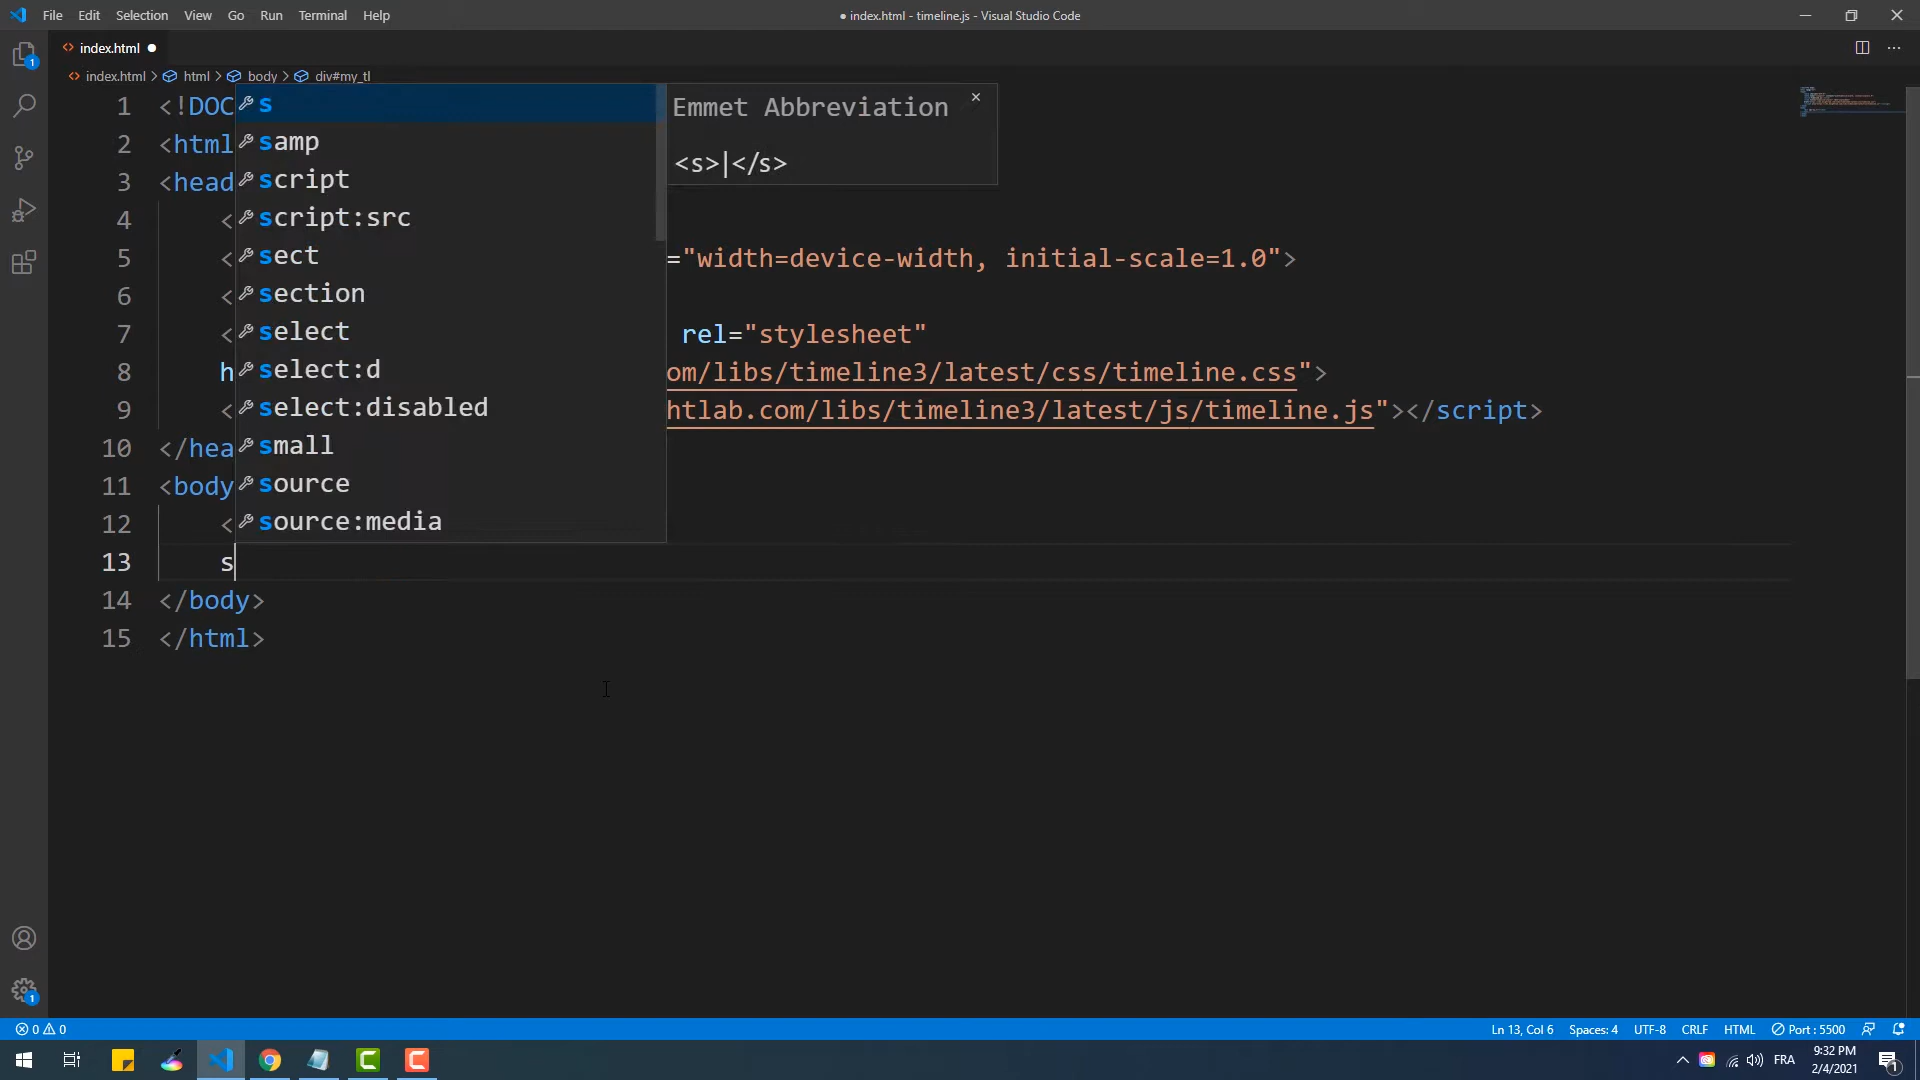 File Edit Selection View Go Run Terminal Help
● index.html - timeline.js - Visual Studio Code
1
index.html ●
index.html > html > body > div#my_tl
1 <!DOC
2 <html
3 <head
4 <
5 < ="width=device-width, initial-scale=1.0">
6 <
7 < rel="stylesheet"
8 h om/libs/timeline3/latest/css/timeline.css">
9 < htlab.com/libs/timeline3/latest/js/timeline.js"></script>
10 </hea
11 <body
12 <
13 s
14 </body>
15 </html>
s
samp
script
script:src
sect
section
select
select:d
select:disabled
small
source
source:media
Emmet Abbreviation
<s>|</s>
1
0 0
Ln 13, Col 6 Spaces: 4 UTF-8 CRLF HTML Port : 5500
FRA
9:32 PM
2/4/2021
1